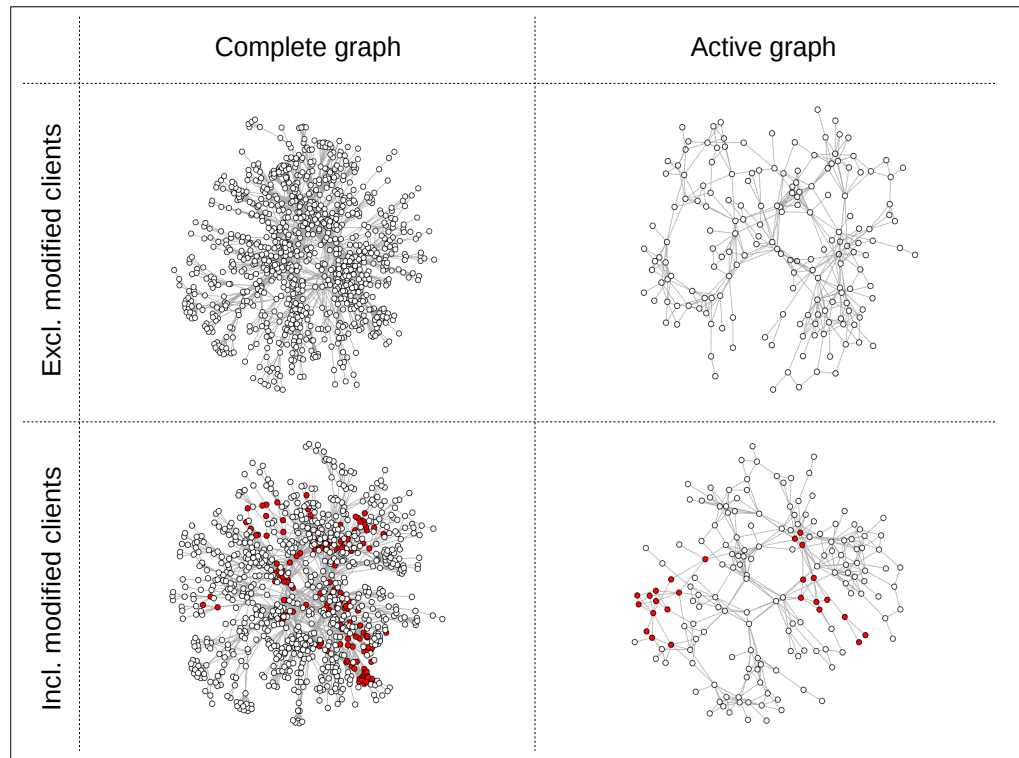 Complete graph
Active graph
Excl. modified clients
Incl. modified clients